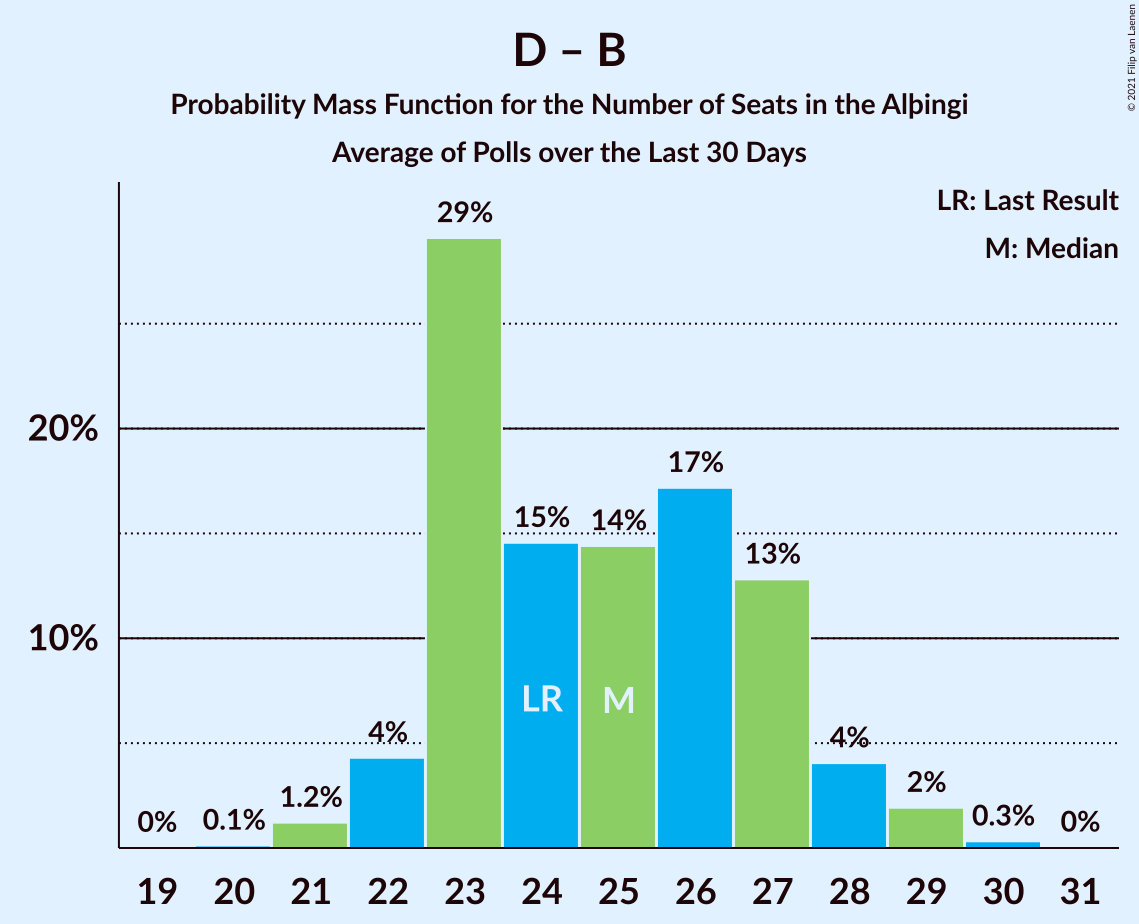 D – B
Probability Mass Function for the Number of Seats in the Alþingi
Average of Polls over the Last 30 Days
© 2021 Filip van Laenen
LR: Last Result
M: Median
29%
20%
17%
15%
14%
13%
10%
LR
M
4%
4%
2%
1.2%
0%
0.1%
0.3%
0%
19 20 21 22 23 24 25 26 27 28 29 30 31